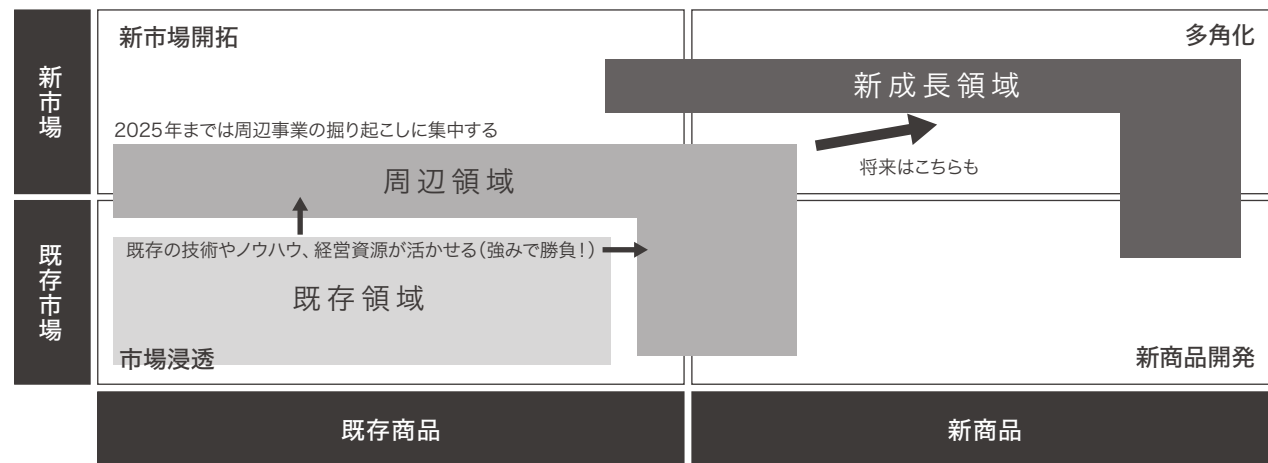 新市場
新市場開拓
多角化
新成長領域
2025年までは周辺事業の掘り起こしに集中する
将来はこちらも
周辺領域
既存市場
既存の技術やノウハウ、経営資源が活かせる(強みで勝負!)
既存領域
市場浸透
新商品開発
既存商品
新商品